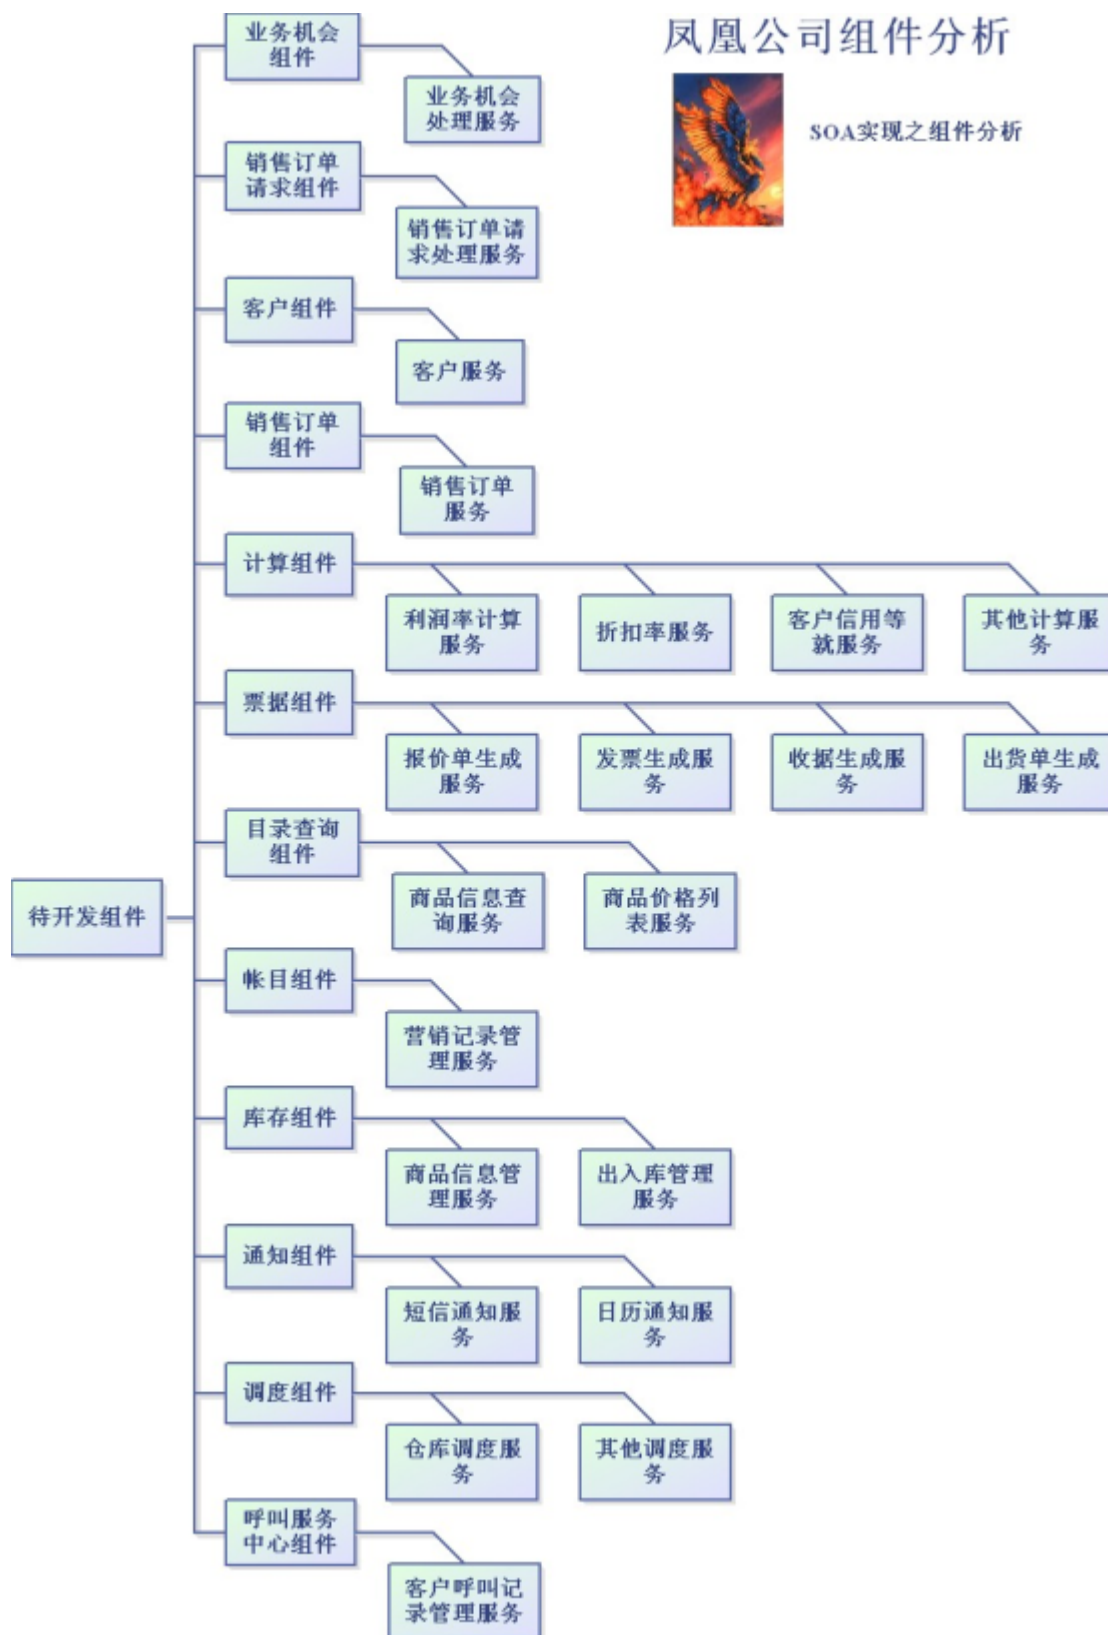 凤凰公司组件分析
SOA实现之组件分析
业务机会
组件
业务机会
处理服务
销售订单
请求组件
销售订单请
求处理服务
客户组件
客户服务
销售订单
组件
销售订单
服务
计算组件
利润率计算
服务
折扣率服务
客户信用等
就服务
其他计算服
务
票据组件
报价单生成
服务
发票生成服
务
收据生成服
务
出货单生成
服务
目录查询
组件
商品信息查
询服务
商品价格列
表服务
待开发组件
帐目组件
营销记录管
理服务
库存组件
商品信息管
理服务
出入库管理
服务
通知组件
短信通知服
务
日历通知服
务
调度组件
仓库调度服
务
其他调度服
务
呼叫服务
中心组件
客户呼叫记
录管理服务